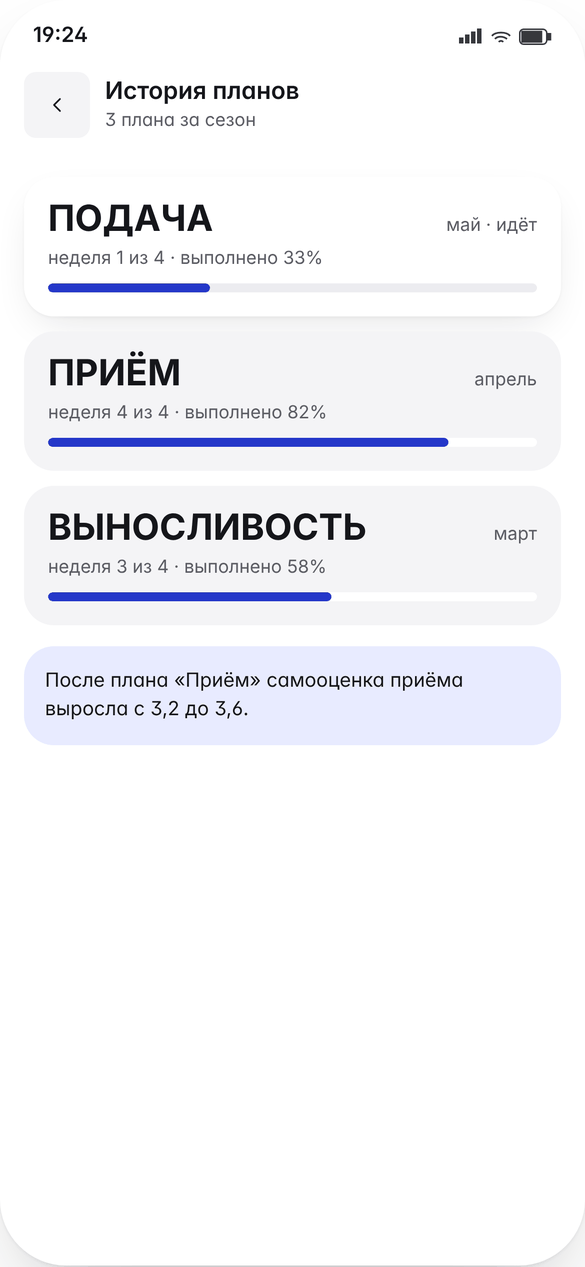 19:24
История планов
3 плана за сезон
ПОДАЧА
май · идёт
неделя 1 из 4 · выполнено 33%
ПРИЁМ
апрель
неделя 4 из 4 · выполнено 82%
ВЫНОСЛИВОСТЬ
март
неделя 3 из 4 · выполнено 58%
После плана «Приём» самооценка приёма
выросла с 3,2 до 3,6.